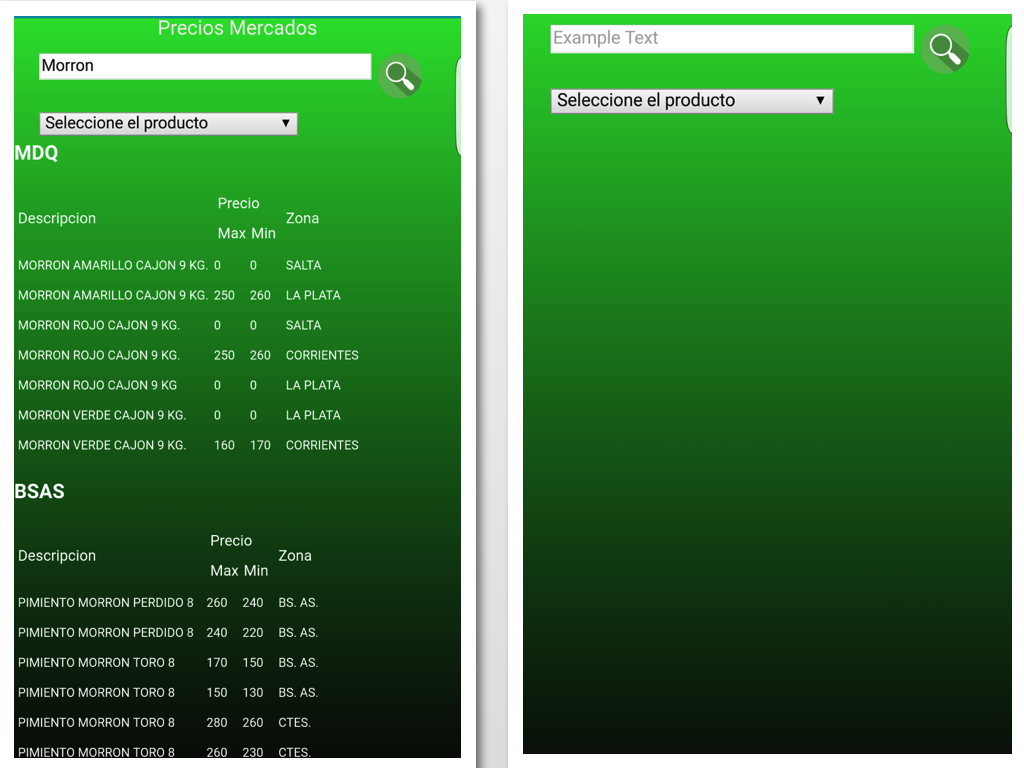 Precios Mercados
Morron
Seleccione el producto
MDQ
Precio
Descripcion Zona
Max Min
MORRON AMARILLO CAJON 9 KG. 0 0 SALTA
MORRON AMARILLO CAJON 9 KG. 250 260 LA PLATA
MORRON ROJO CAJON 9 KG. 0 0 SALTA
MORRON ROJO CAJON 9 KG. 250 260 CORRIENTES
MORRON ROJO CAJON 9 KG 0 0 LA PLATA
MORRON VERDE CAJON 9 KG. 0 0 LA PLATA
MORRON VERDE CAJON 9 KG. 160 170 CORRIENTES
BSAS
Precio
Descripcion Zona
Max Min
PIMIENTO MORRON PERDIDO 8 260 240 BS. AS.
PIMIENTO MORRON PERDIDO 8 240 220 BS. AS.
PIMIENTO MORRON TORO 8 170 150 BS. AS.
PIMIENTO MORRON TORO 8 150 130 BS. AS.
PIMIENTO MORRON TORO 8 280 260 CTES.
PIMIENTO MORRON TORO 8 260 230 CTES.
Example Text
Seleccione el producto